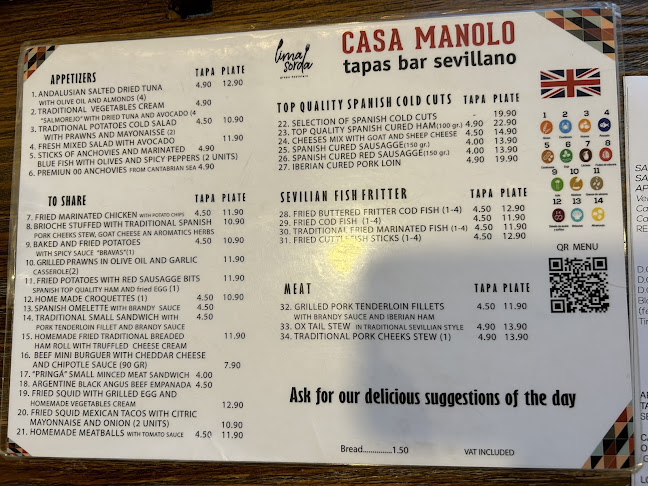 lima
sorda
CASA MANOLO
tapas bar sevillano
APPETIZERS TAPA PLATE
1. ANDALUSIAN SALTED DRIED TUNA 4.90 12.90
WITH OLIVE OIL AND ALMONDS (4)
2. TRADITIONAL VEGETABLES CREAM 4.90
"SALMOREJO" WITH DRIED TUNA AND AVOCADO (4
3. TRADITIONAL POTATOES COLD SALAD 4.50 10.90
WITH PRAWNS AND MAYONAISSE (2)
4. FRESH MIXED SALAD WITH AVOCADO 11.90
5. STICKS OF ANCHOVIES AND MARINATED 4.90
BLUE FISH WITH OLIVES AND SPICY PEPPERS (2 UNITS)
6. PREMIUN 00 ANCHOVIES FROM CANTABRIAN SEA 4.90
TO SHARE TAPA PLATE
7. FRIED MARINATED CHICKEN WITH POTATO CHIPS 4.50 11.90
8. BRIOCHE STUFFED WITH TRADITIONAL SPANISH 10.90
PORK CHEEKS STEW, GOAT CHEESE AN AROMATICS HERBS
9. BAKED AND FRIED POTATOES 4.50 10.90
WITH SPICY SAUCE "BRAVAS"(1)
10. GRILLED PRAWNS IN OLIVE OIL AND GARLIC 11.90
CASSEROLE(2)
11. FRIED POTATOES WITH RED SAUSAGGE BITS 11.90
SPANISH TOP QUALITY HAM AND fried EGG (1)
12. HOME MADE CROQUETTES (1) 4.50 10.90
13. SPANISH OMELETTE WITH BRANDY SAUCE 4.50
14. TRADITIONAL SMALL SANDWICH WITH 4.50
PORK TENDERLOIN FILLET AND BRANDY SAUCE
15. HOMEMADE FRIED TRADITIONAL BREADED 11.90
HAM ROLL WITH TRUFFLED CHEESE CREAM
16. BEEF MINI BURGUER WITH CHEDDAR CHEESE
AND CHIPOTLE SAUCE (90 GR) 7.90
17. "PRINGÁ" SMALL MINCED MEAT SANDWICH 4.00
18. ARGENTINE BLACK ANGUS BEEF EMPANADA 4.50
19. FRIED SQUID WITH GRILLED EGG AND
HOMEMADE VEGETABLES CREAM 12.90
20. FRIED SQUID MEXICAN TACOS WITH CITRIC
MAYONNAISE AND ONION (2 UNITS) 10.90
21. HOMEMADE MEATBALLS WITH TOMATO SAUCE 4.50 11.90
TOP QUALITY SPANISH COLD CUTS TAPA PLATE
22. SELECTION OF SPANISH COLD CUTS - 19.90
23. TOP QUALITY SPANISH CURED HAM(100 gr.) 4.90 22.90
24. CHEESES MIX WITH GOAT AND SHEEP CHEESE 4.50 14.90
25. SPANISH CURED SAUSAGGE(150 gr.) 4.00 13.90
26. SPANISH CURED RED SAUSAGGE(150 gr.) 4.00 13.90
27. IBERIAN CURED PORK LOIN 4.90 19.90
SEVILIAN FISH FRITTER TAPA PLATE
28. FRIED BUTTERED FRITTER COD FISH (1-4) 4.50 12.90
29. FRIED COD FISH (1-4) 4.50 11.90
30. TRADITIONAL FRIED MARINATED FISH (1-4) 4.50 11.90
31. FRIED CUTTLEFISH STICKS (1-4) 4.50 12.90
MEAT TAPA PLATE
32. GRILLED PORK TENDERLOIN FILLETS 4.50 11.90
WITH BRANDY SAUCE AND IBERIAN HAM
33. OX TAIL STEW IN TRADITIONAL SEVILLIAN STYLE 4.90 13.90
34. TRADITIONAL PORK CHEEKS STEW (1) 4.90 13.90
Ask for our delicious suggestions of the day
Bread..............1.50 VAT INCLUDED
1 2 3 4
5 6 7 8
9 10 11
12 13 14
QR MENU